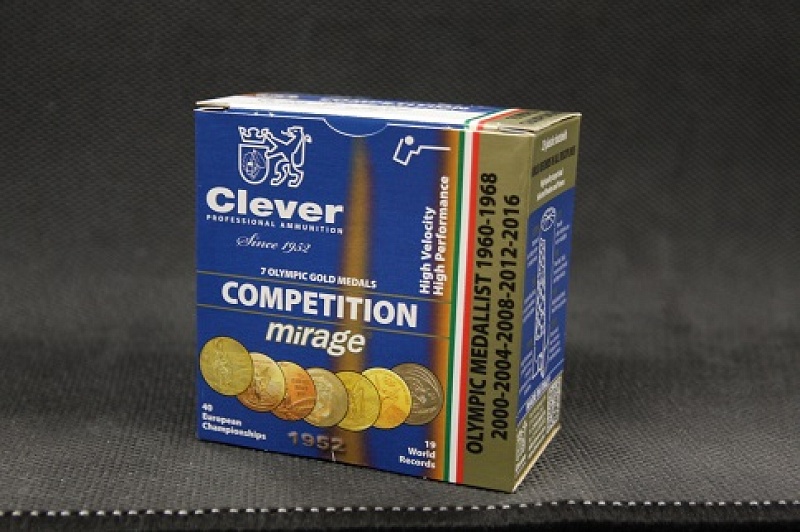 COMPETITION
Clever
PROFESSIONAL AMMUNITION
Since 1952
High Velocity
High Performance
7 OLYMPIC GOLD MEDALS
COMPETITION
mirage
40
European
Championships
1952
19
World
Records
OLYMPIC MEDALLIST 1960-1968
2000-2004-2008-2012-2016